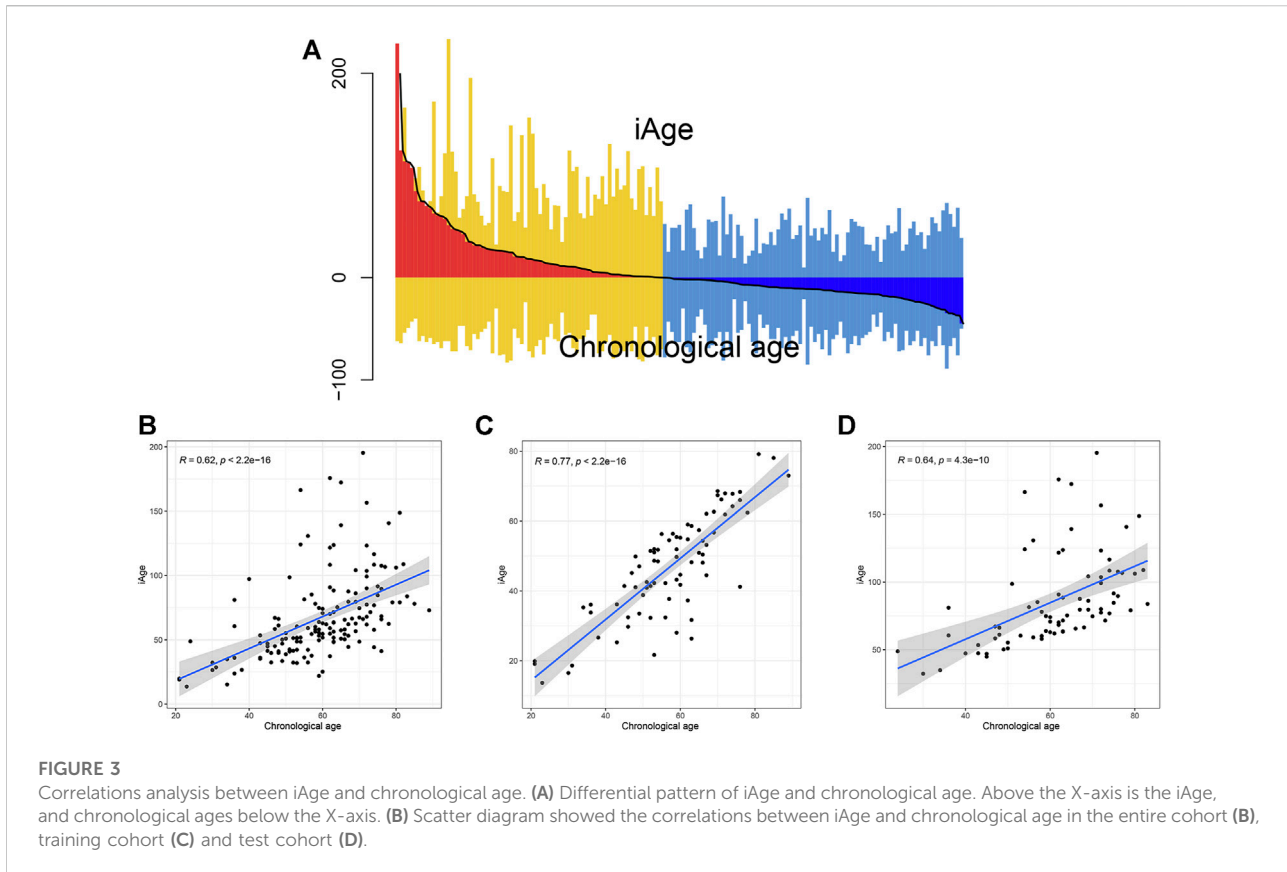 A
200
0
-100
iAge
Chronological age
B
R = 0.62, p < 2.2e−16
200
150
100
50
0
iAge
20
40
60
80
Chronological age
C
R = 0.77, p < 2.2e−16
80
60
40
20
iAge
20
40
60
80
Chronological age
D
R = 0.64, p = 4.3e−10
200
150
100
50
iAge
40
60
80
Chronological age
FIGURE 3
Correlations analysis between iAge and chronological age. (A) Differential pattern of iAge and chronological age. Above the X-axis is the iAge,
and chronological ages below the X-axis. (B) Scatter diagram showed the correlations between iAge and chronological age in the entire cohort (B),
training cohort (C) and test cohort (D).